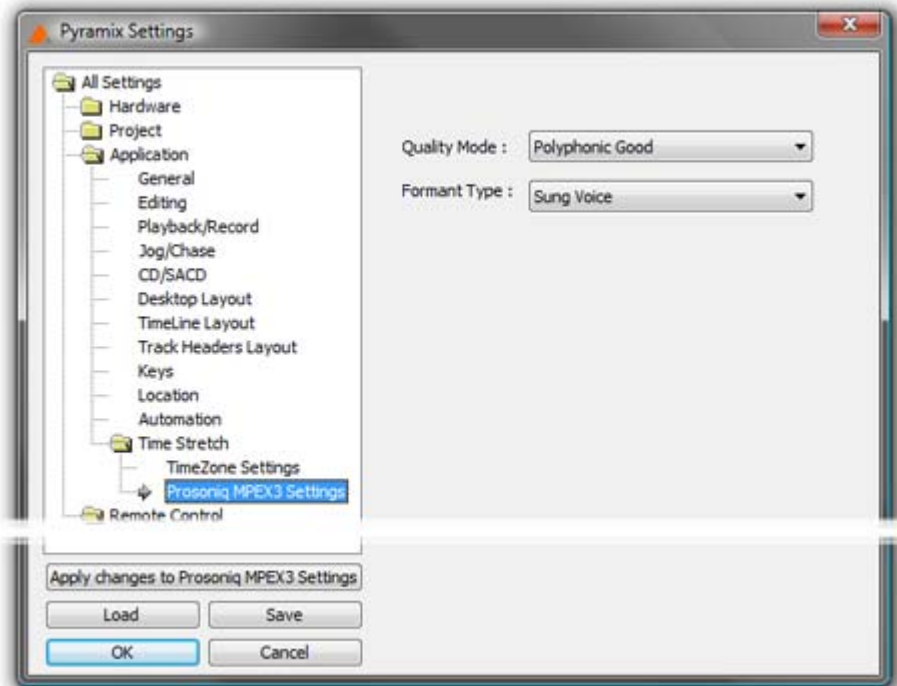 Pyramix Settings
All Settings
Hardware
Project
Application
General
Editing
Playback/Record
Jog/Chase
CD/SACD
Desktop Layout
TimeLine Layout
Track Headers Layout
Keys
Location
Automation
Time Stretch
TimeZone Settings
Prosoniq MPEX3 Settings
Remote Control
Quality Mode : Polyphonic Good
Formant Type : Sung Voice
Apply changes to Prosoniq MPEX3 Settings
Load Save
OK Cancel